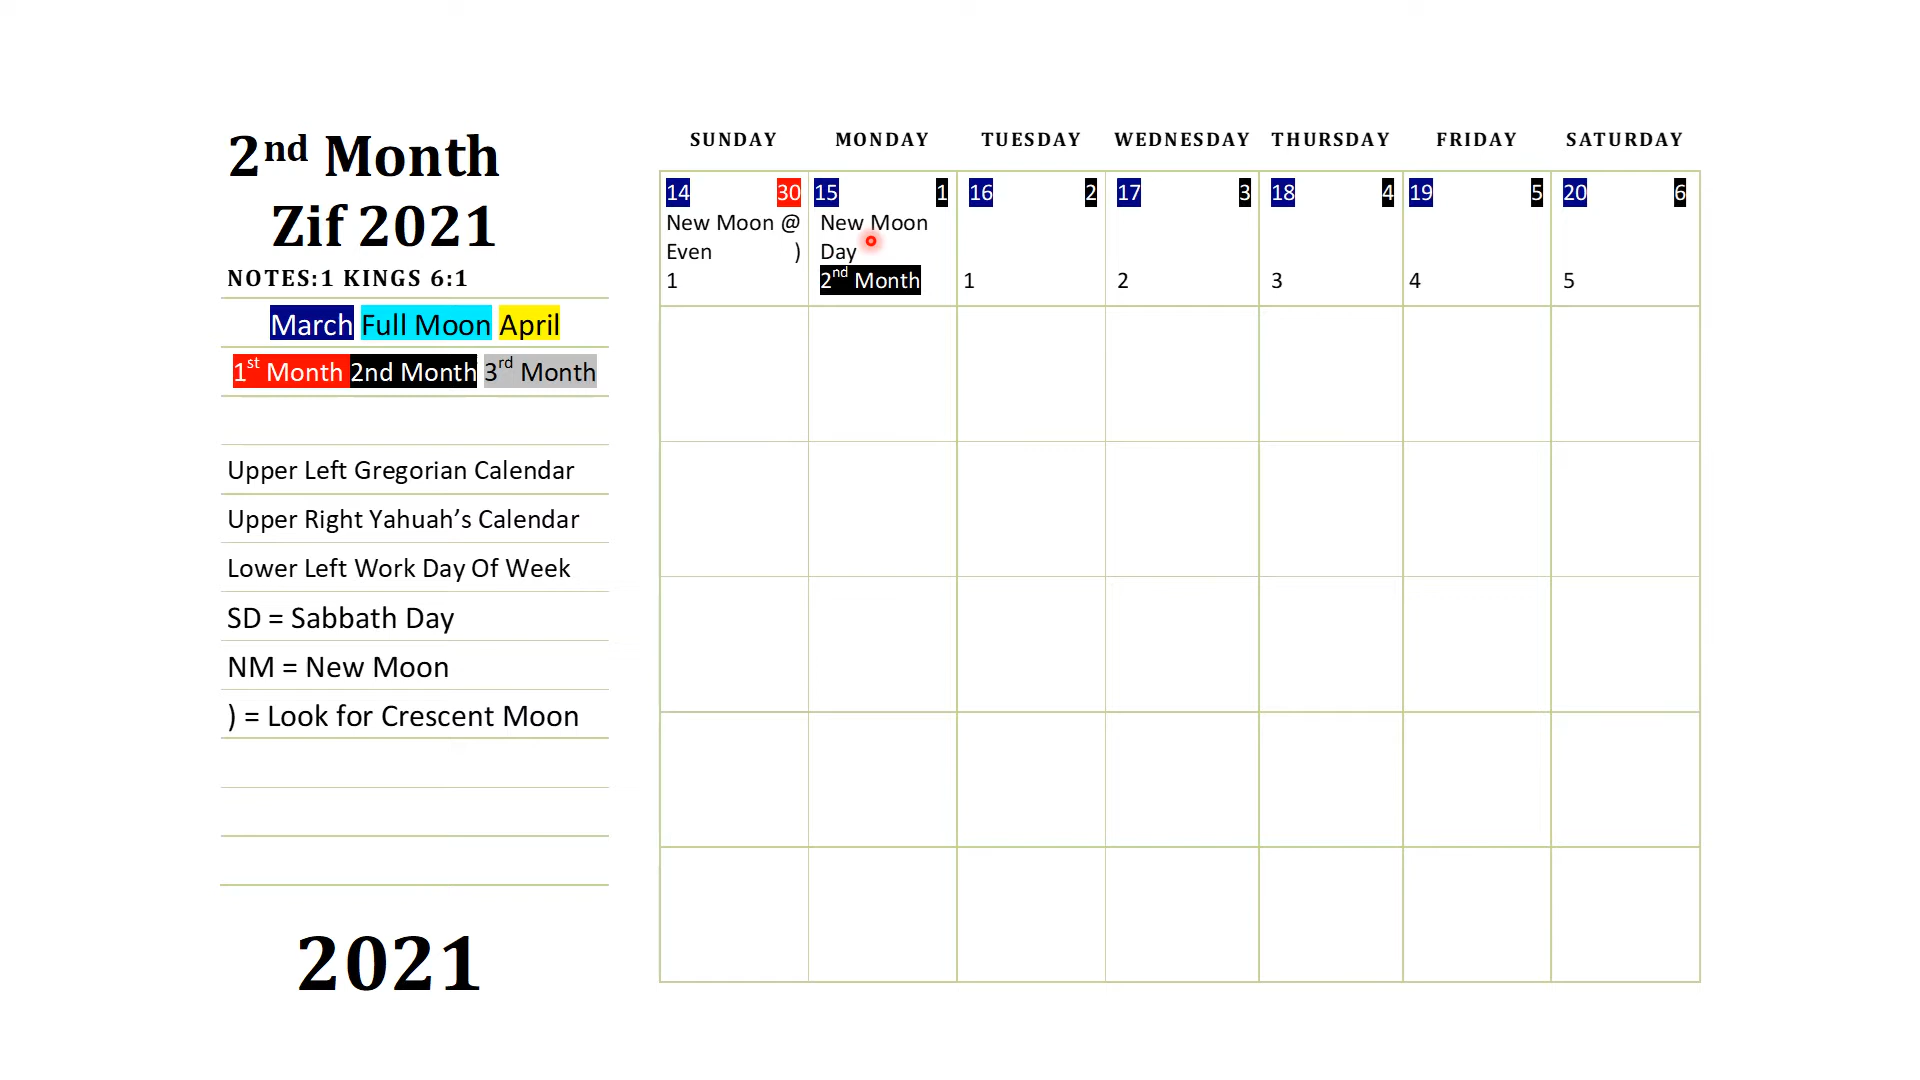 2nd Month
Zif 2021
NOTES:1 KINGS 6:1
March Full Moon April
1st Month 2nd Month 3rd Month
Upper Left Gregorian Calendar
Upper Right Yahuah’s Calendar
Lower Left Work Day Of Week
SD = Sabbath Day
NM = New Moon
) = Look for Crescent Moon
2021
SUNDAY MONDAY TUESDAY WEDNESDAY THURSDAY FRIDAY SATURDAY
14 30 15 1 16 2 17 3 18 4 19 5 20 6
New Moon @ New Moon
Even ) Day
1 2nd Month 1 2 3 4 5